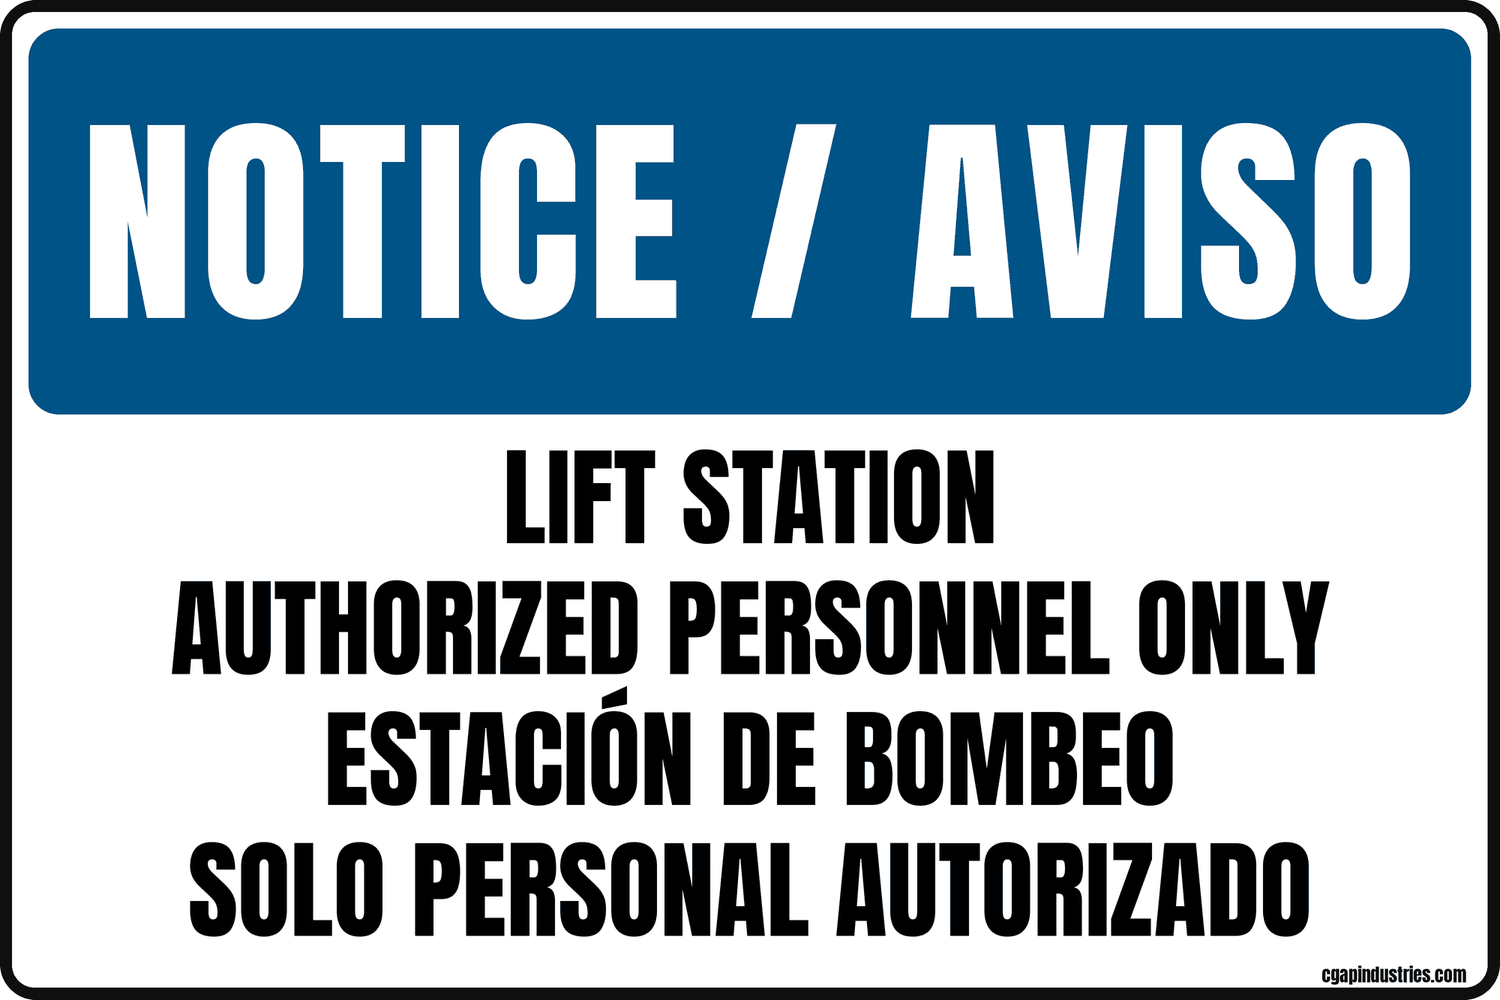 NOTICE / AVISO
LIFT STATION
AUTHORIZED PERSONNEL ONLY
ESTACIÓN DE BOMBEO
SOLO PERSONAL AUTORIZADO
cgapindustries.com